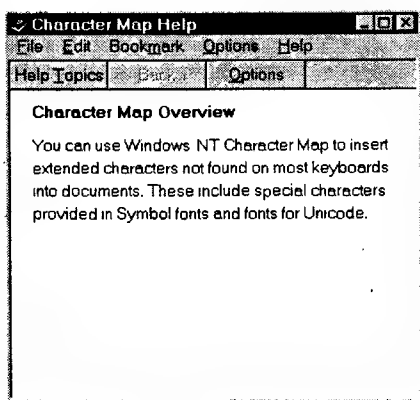 Character Map Help
File Edit Bookmark Options Help
Help Topics Back Options
Character Map Overview
You can use Windows NT Character Map to insert
extended characters not found on most keyboards
into documents. These include special characters
provided in Symbol fonts and fonts for Unicode.